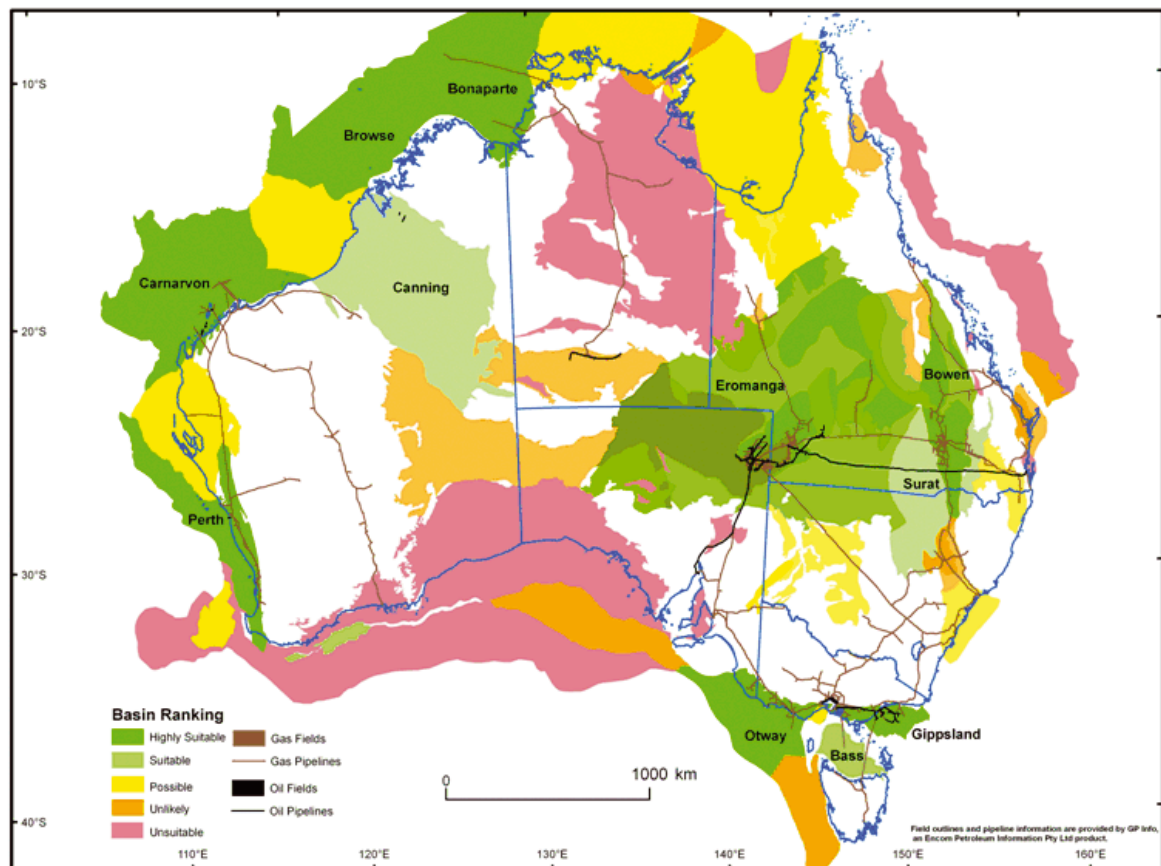 10°S
20°S
30°S
40°S
Bonaparte
Browse
Carnarvon
Canning
Eromanga
Bowen
Surat
Perth
Otway
Gippsland
Bass
Basin Ranking
Highly Suitable
Suitable
Possible
Unlikely
Unsuitable
Gas Fields
Gas Pipelines
Oil Fields
Oil Pipelines
0
1000 km
Field outlines and pipeline information are provided by GP Info,
an Encom Petroleum Information Pty Ltd product.
110°E
120°E
130°E
140°E
150°E
160°E